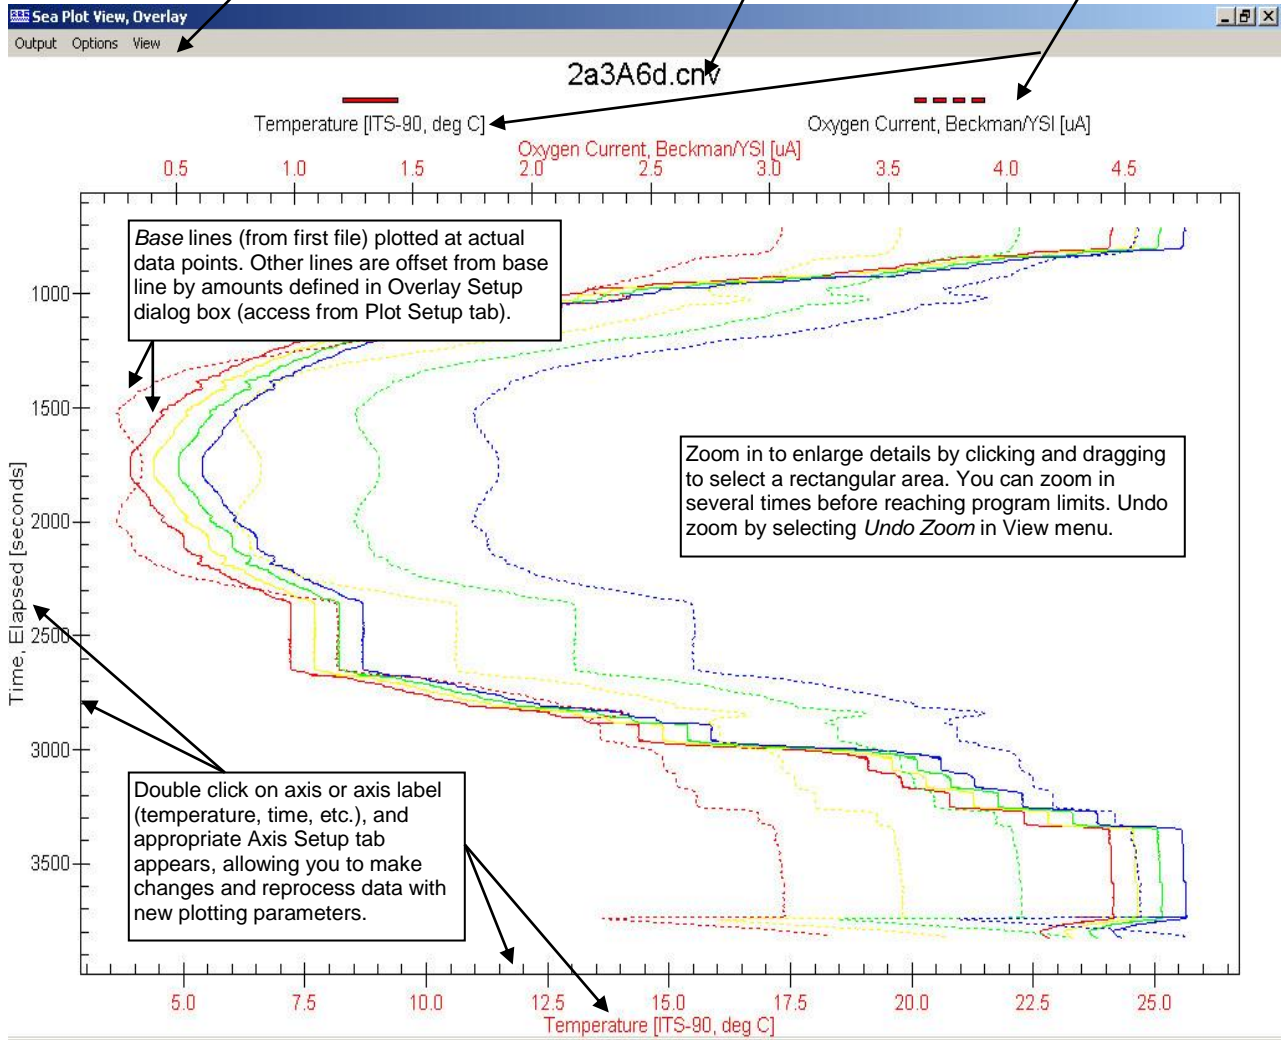 Sea Plot View, Overlay
Output Options View
2a3A6d.cnv
Temperature [ITS-90, deg C]
Oxygen Current, Beckman/YSI [uA]
Oxygen Current, Beckman/YSI [uA]
0.5 1.0 1.5 2.0 2.5 3.0 3.5 4.0 4.5
Base lines (from first file) plotted at actual
data points. Other lines are offset from base
line by amounts defined in Overlay Setup
dialog box (access from Plot Setup tab).
1000
1500
2000
2500
3000
3500
Time, Elapsed [seconds]
Zoom in to enlarge details by clicking and dragging
to select a rectangular area. You can zoom in
several times before reaching program limits. Undo
zoom by selecting Undo Zoom in View menu.
Double click on axis or axis label
(temperature, time, etc.), and
appropriate Axis Setup tab
appears, allowing you to make
changes and reprocess data with
new plotting parameters.
5.0 7.5 10.0 12.5 15.0 17.5 20.0 22.5 25.0
Temperature [ITS-90, deg C]